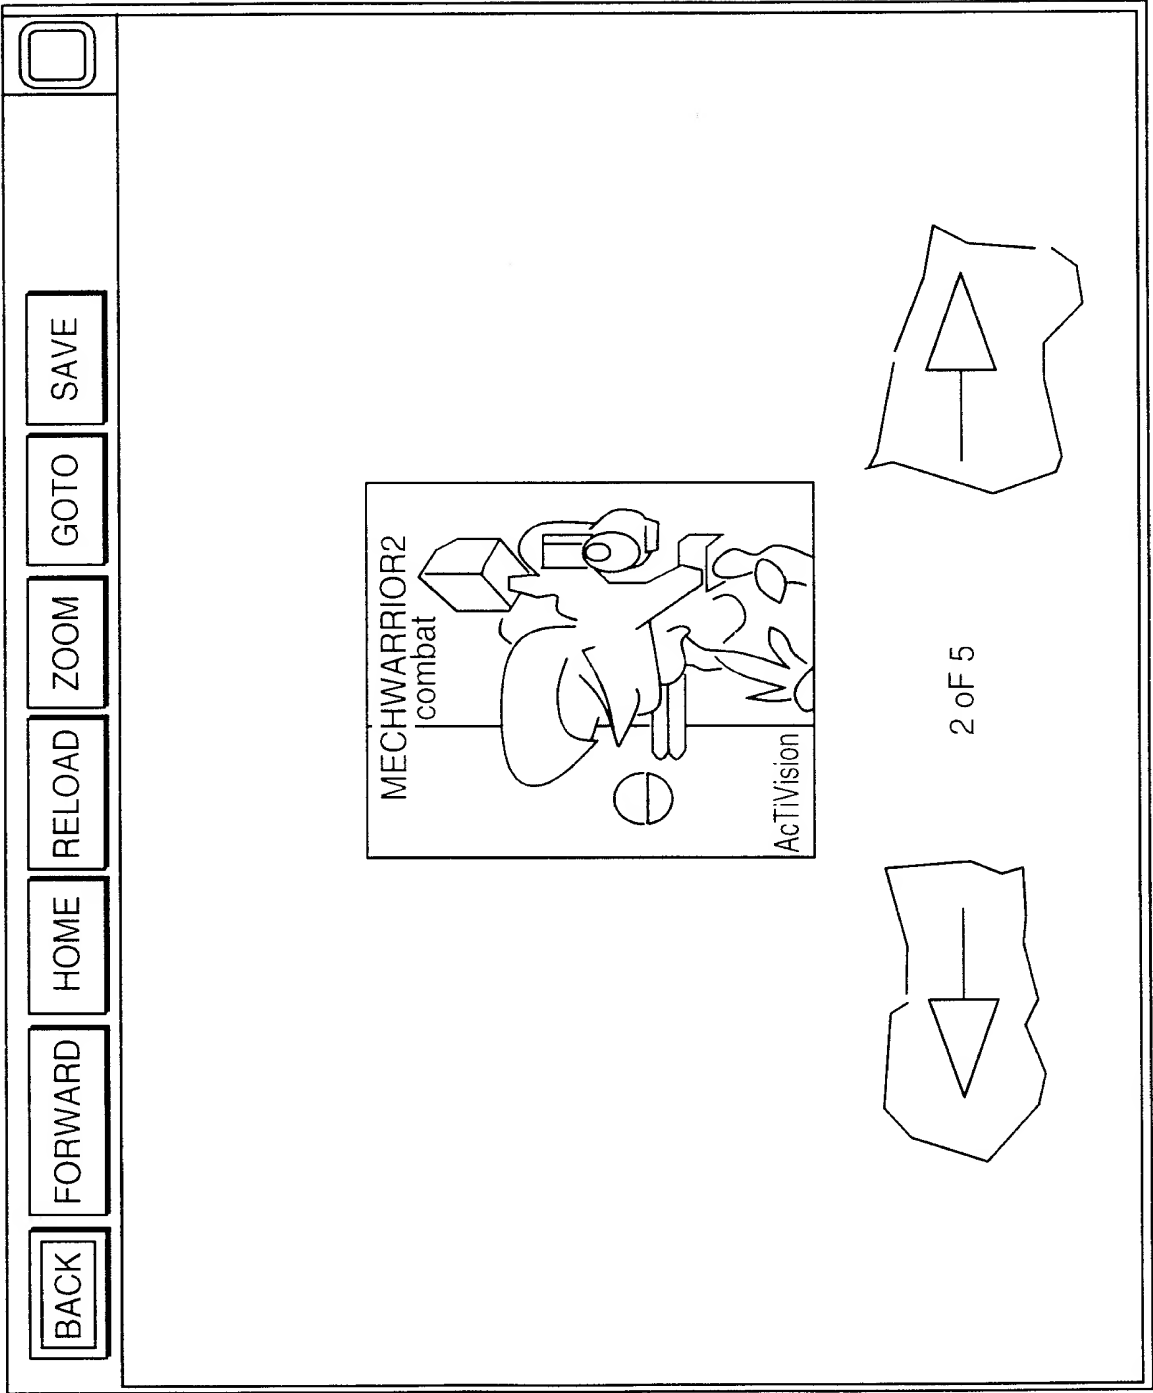 BACK FORWARD HOME RELOAD ZOOM GOTO SAVE
MECHWARRIOR2
combat
AcTiVision
2 oF 5